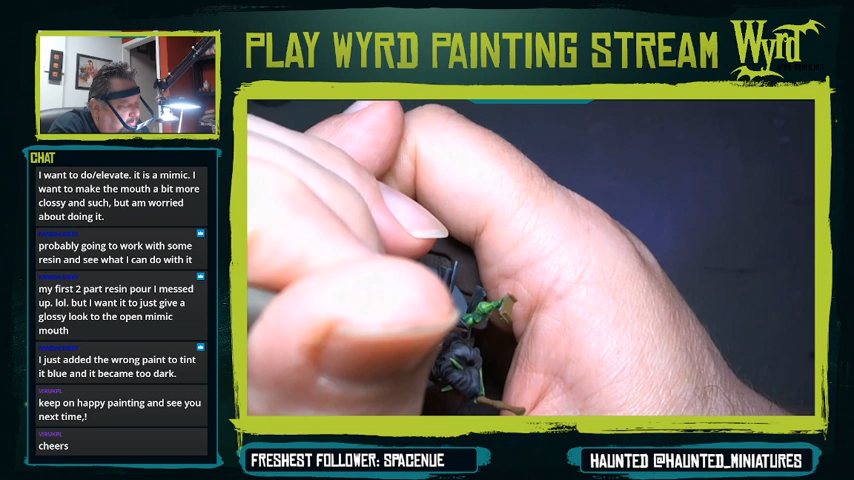 PLAY WYRD PAINTING STREAM
Wyrd
CHAT
I want to do/elevate. it is a mimic. I
want to make the mouth a bit more
clossy and such, but am worried
about doing it.
probably going to work with some
resin and see what I can do with it
my first 2 part resin pour I messed
up. lol. but I want it to just give a
glossy look to the open mimic
mouth
I just added the wrong paint to tint
it blue and it became too dark.
keep on happy painting and see you
next time,!
cheers
FRESHEST FOLLOWER: SPACENUE
HAUNTED @HAUNTED_MINIATURES